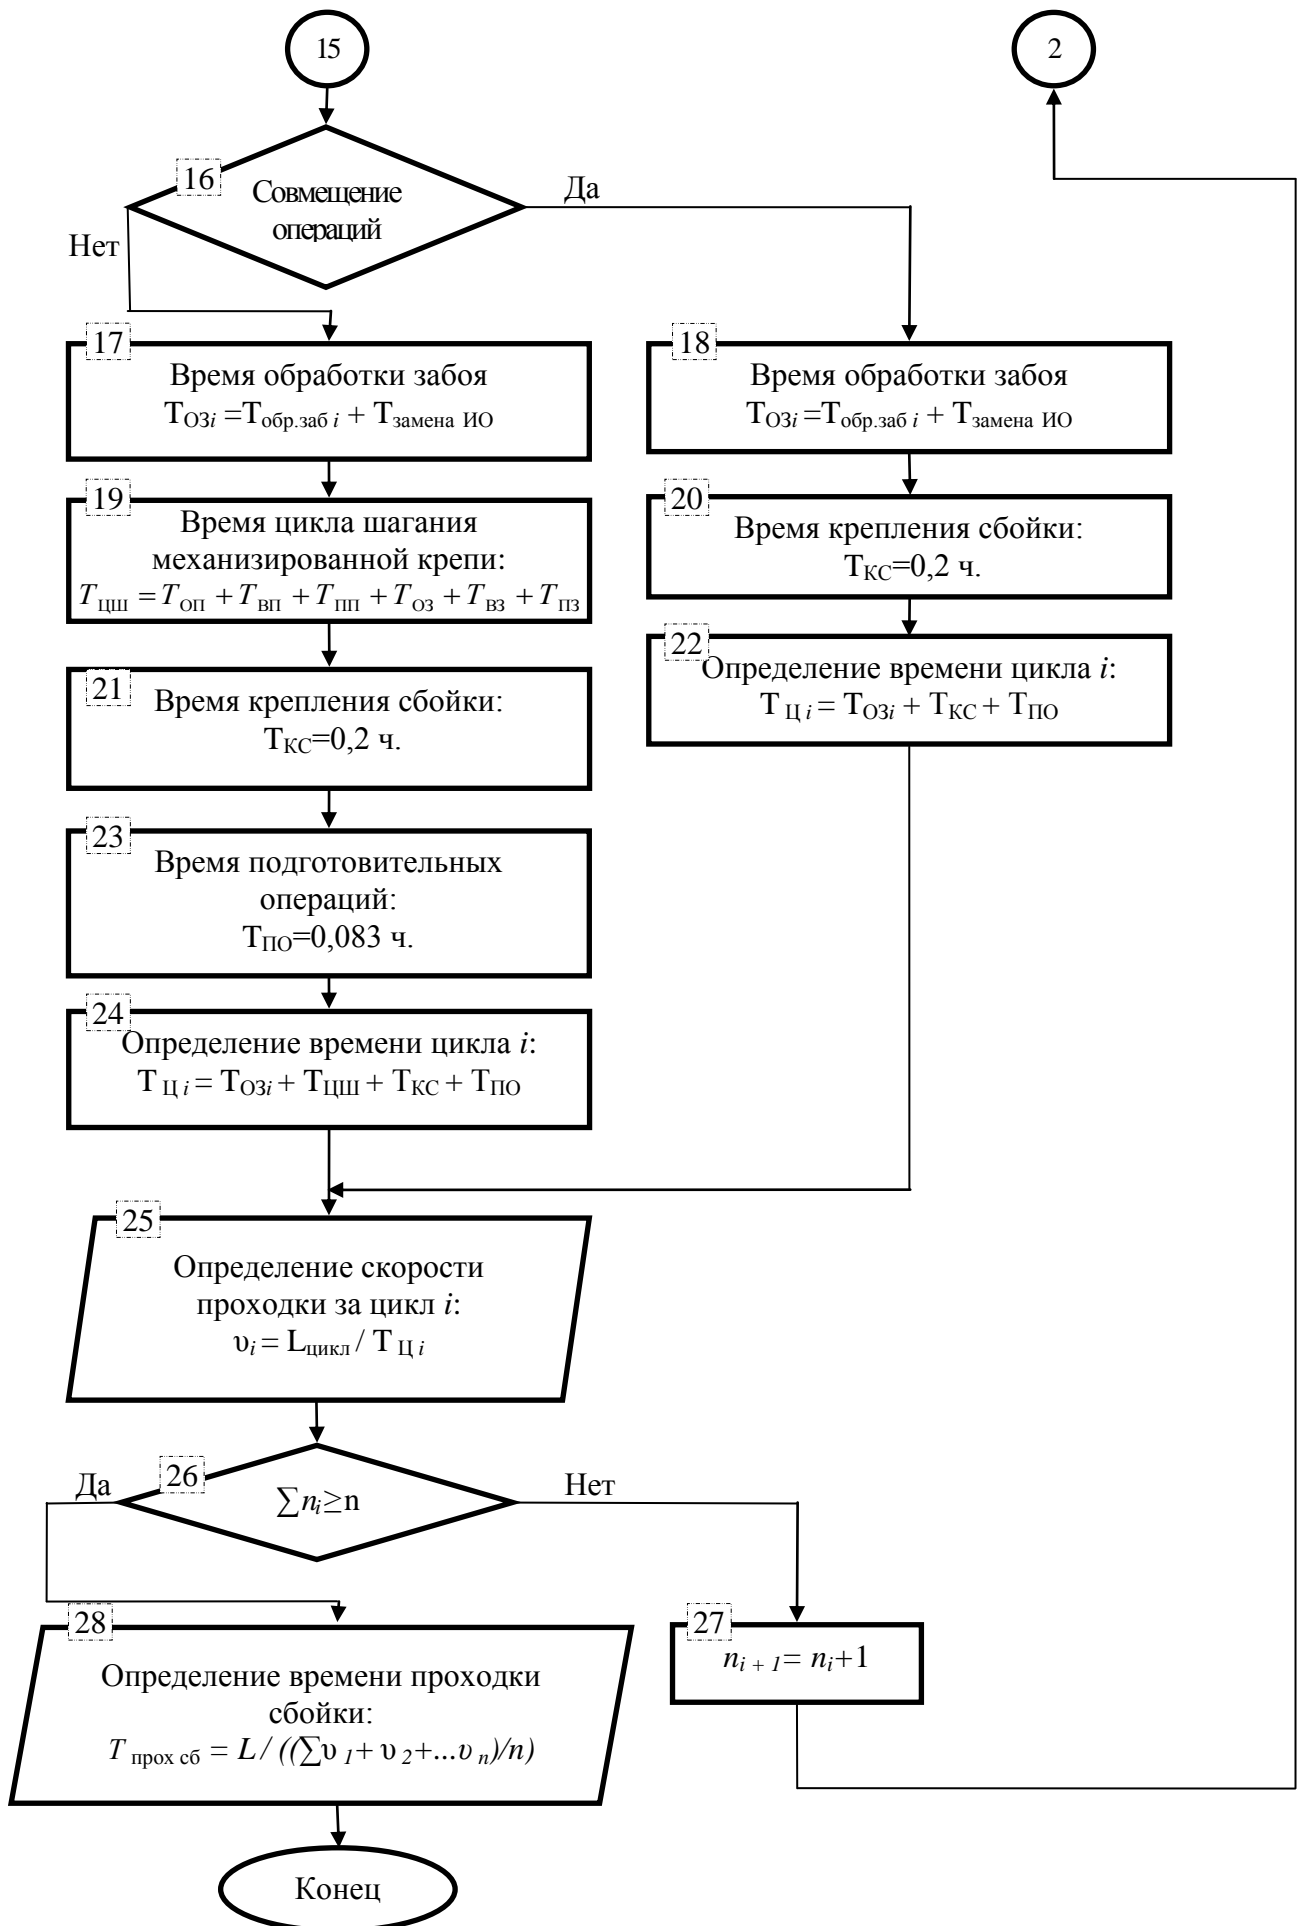 15
2
16
Совмещение
операций
Да
Нет
17
Время обработки забоя
TОЗi =Tобр.заб i + Tзамена ИО
18
Время обработки забоя
TОЗi =Tобр.заб i + Tзамена ИО
19
Время цикла шагания
механизированной крепи:
TЦШ = TОП + TВП + TПП + TОЗ + TВЗ + TПЗ
20
Время крепления сбойки:
TКС=0,2 ч.
21
Время крепления сбойки:
TКС=0,2 ч.
22
Определение времени цикла i:
T Ц i = TОЗi + TКС + TПО
23
Время подготовительных
операций:
TПО=0,083 ч.
24
Определение времени цикла i:
T Ц i = TОЗi + TЦШ + TКС + TПО
25
Определение скорости
проходки за цикл i:
υi = Lцикл / T Ц i
26
∑ni≥n
Да
Нет
27
ni + 1 = ni+1
28
Определение времени проходки
сбойки:
T прох сб = L / ((∑υ 1+ υ 2+...υ n)/n)
Конец